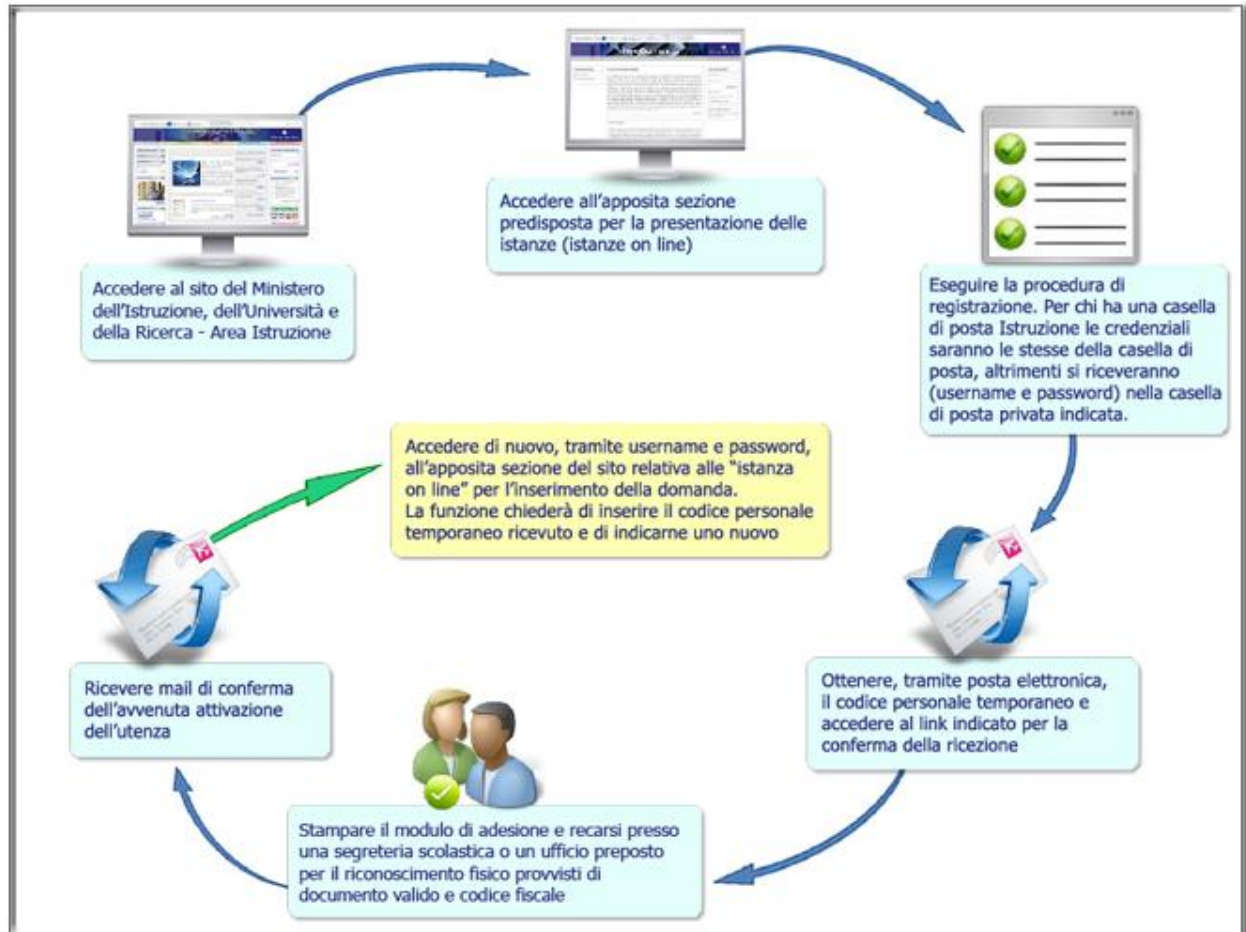 Accedere al sito del Ministero
dell'Istruzione, dell'Università e
della Ricerca - Area Istruzione
Accedere all'apposita sezione
predisposta per la presentazione delle
istanze (istanze on line)
Eseguire la procedura di
registrazione. Per chi ha una casella
di posta Istruzione le credenziali
saranno le stesse della casella di
posta, altrimenti si riceveranno
(username e password) nella casella
di posta privata indicata.
Ottenere, tramite posta elettronica,
il codice personale temporaneo e
accedere al link indicato per la
conferma della ricezione
Stampare il modulo di adesione e recarsi presso
una segreteria scolastica o un ufficio preposto
per il riconoscimento fisico provvisti di
documento valido e codice fiscale
Ricevere mail di conferma
dell'avvenuta attivazione
dell'utenza
Accedere di nuovo, tramite username e password,
all'apposita sezione del sito relativa alle “istanza
on line” per l'inserimento della domanda.
La funzione chiederà di inserire il codice personale
temporaneo ricevuto e di indicarne uno nuovo